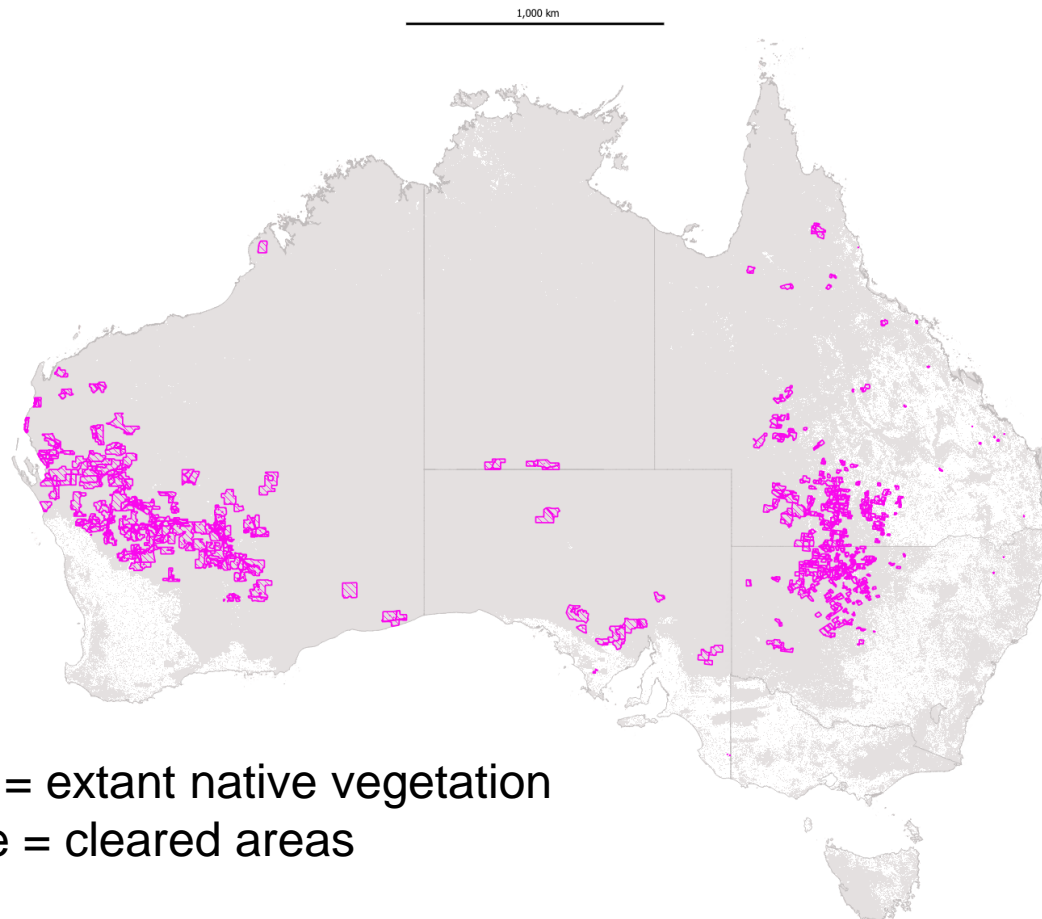 1,000 km
= extant native vegetation
e = cleared areas